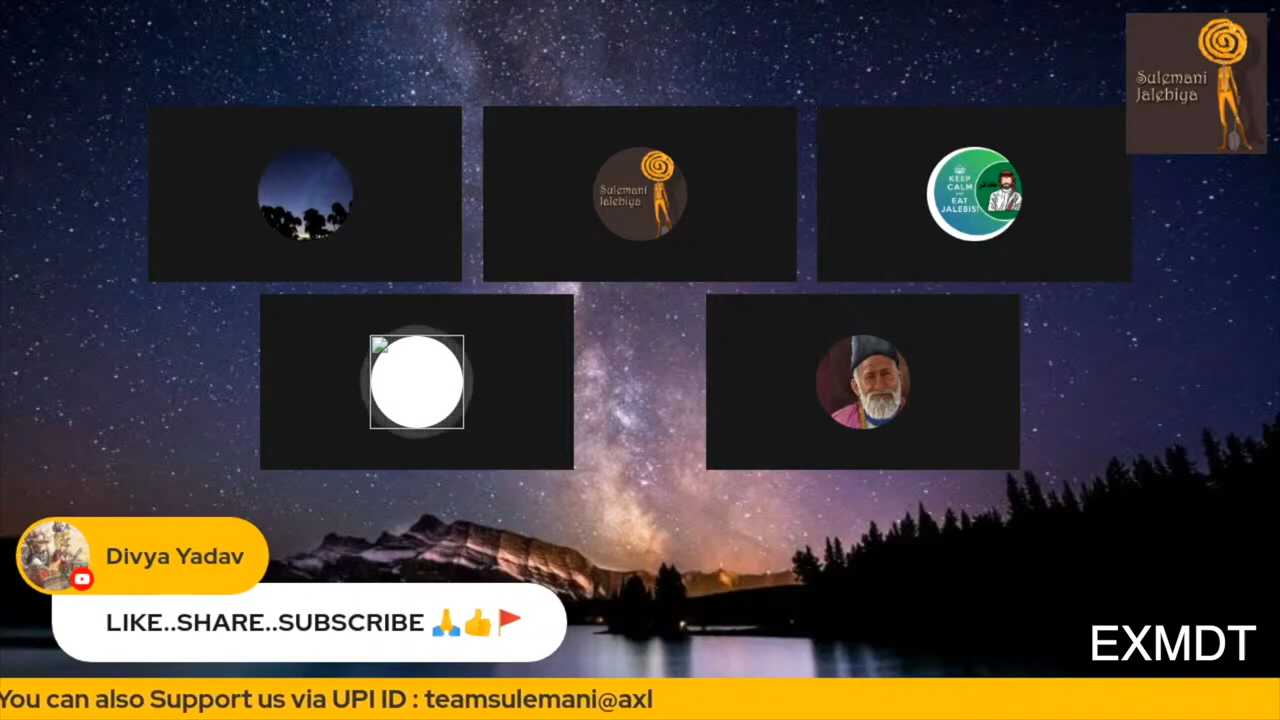 Sulemani
Jalebiya
Sulemani
Jalebiya
KEEP
CALM
AND
EAT
JALEBIS!
Divya Yadav
LIKE..SHARE..SUBSCRIBE 🙏👍🚩
EXMDT
You can also Support us via UPI ID : teamsulemani@axl